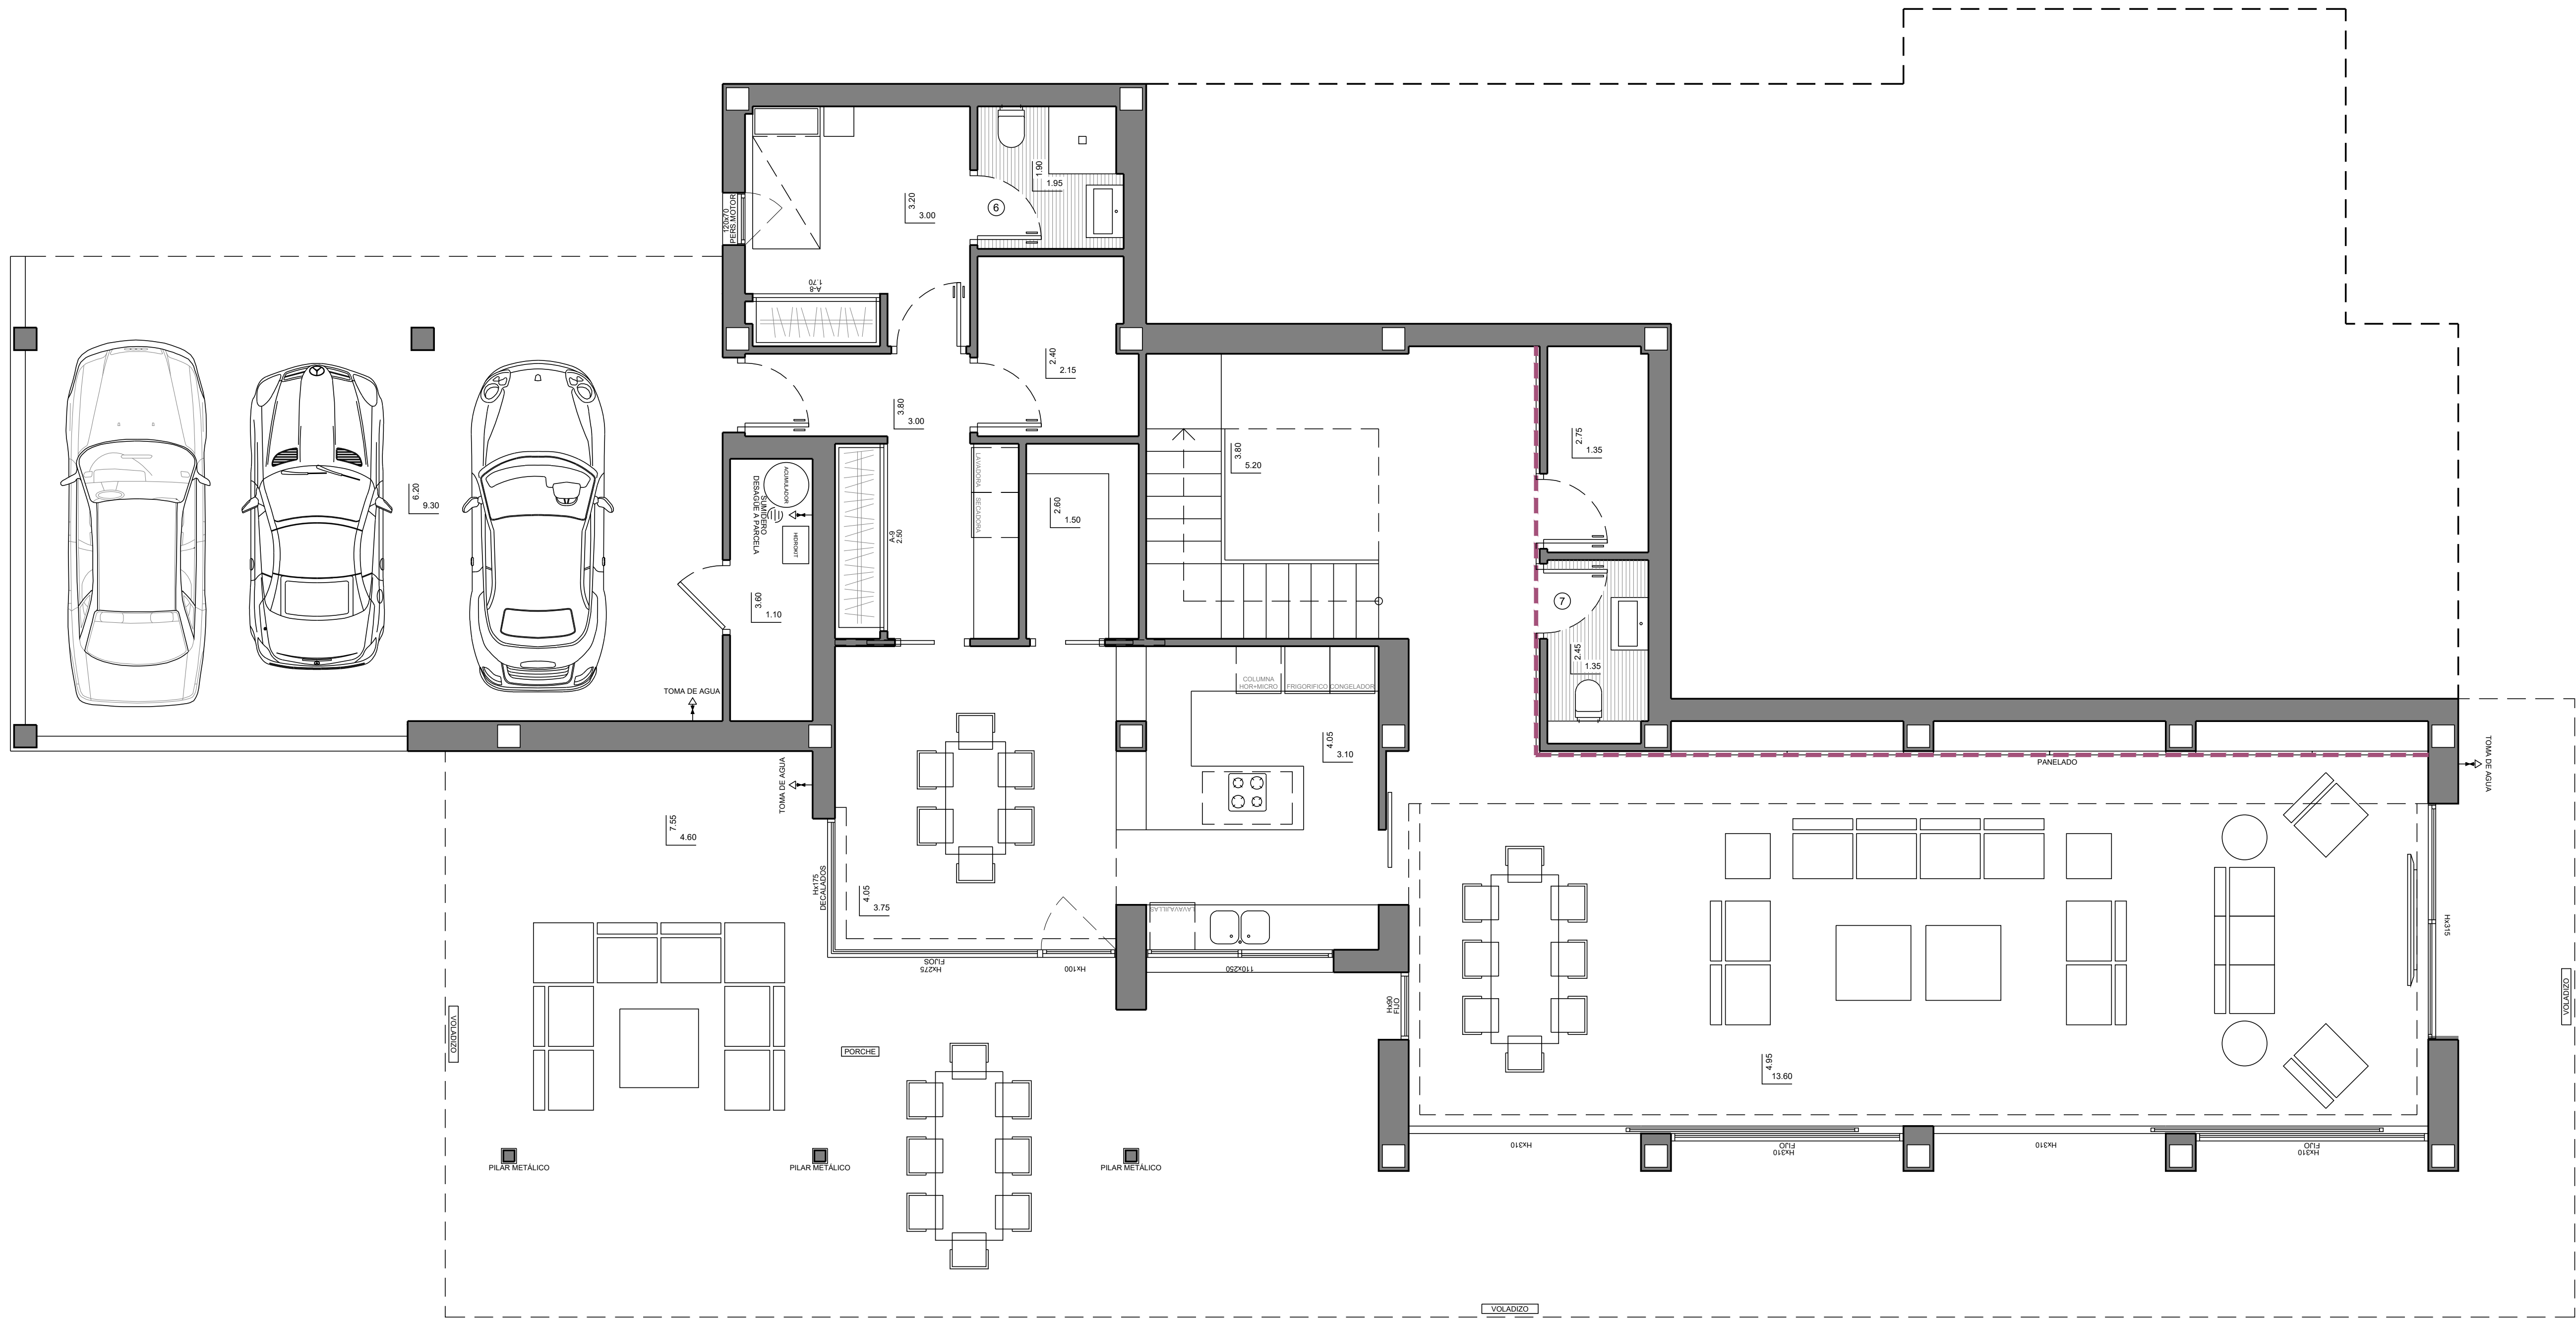 1.90
1.95
3.20
3.00
6
120x70
PERS.MOTOR
A-8
1.70
2.40
2.15
3.80
3.00
3.80
5.20
2.75
1.35
6.20
9.30
ACUMULADOR
SUMIDERO
DESAGÜE A PARCELA
HIDROKIT
A-9
2.50
LAVADORA
SECADORA
2.60
1.50
3.60
1.10
7
2.45
1.35
TOMA DE AGUA
COLUMNA
HOR+MICRO
FRIGORIFICO
CONGELADOR
4.05
3.10
PANELADO
TOMA DE AGUA
TOMA DE AGUA
7.55
4.60
Hx175
DECALADOS
4.05
3.75
LAVAVAJILLAS
Hx275
FIJOS
Hx100
110x250
Hx315
Hx90
FIJO
VOLADIZO
VOLADIZO
PORCHE
4.95
13.60
Hx310
Hx310
FIJO
Hx310
Hx310
FIJO
PILAR METÁLICO
PILAR METÁLICO
PILAR METÁLICO
VOLADIZO